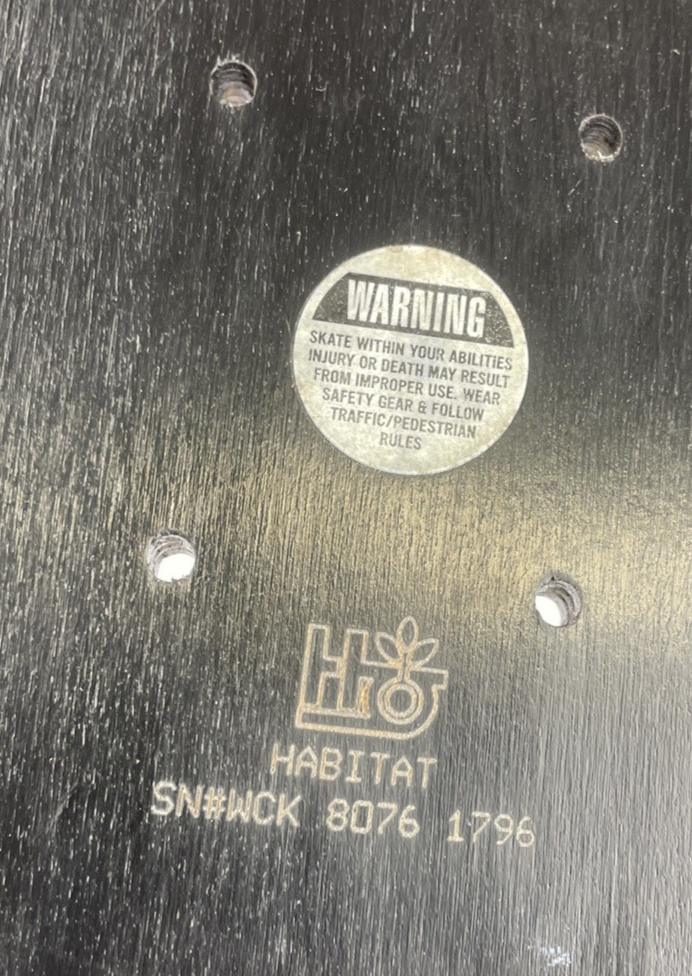 WARNING
SKATE WITHIN YOUR ABILITIES
INJURY OR DEATH MAY RESULT
FROM IMPROPER USE. WEAR
SAFETY GEAR & FOLLOW
TRAFFIC/PEDESTRIAN
RULES
HABITAT
SN#WCK 8076 1796